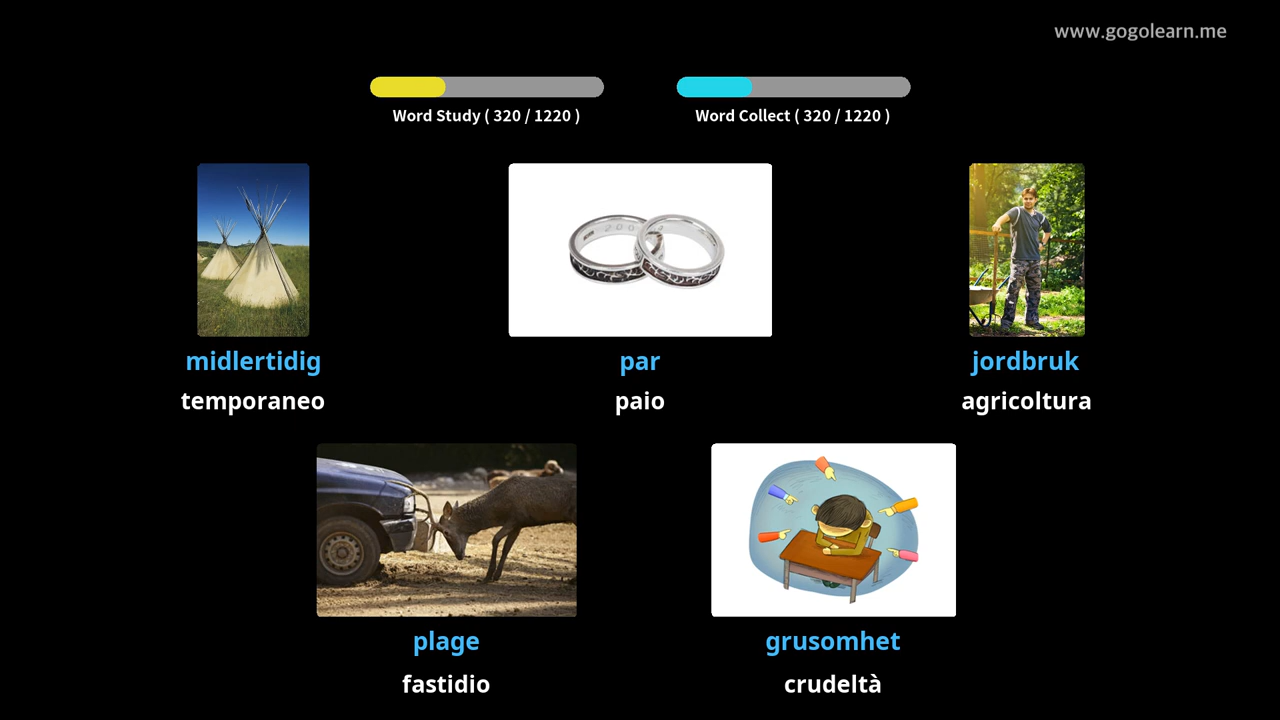 www.gogolearn.me
Word Study ( 320 / 1220 )
Word Collect ( 320 / 1220 )
midlertidig
temporaneo
par
paio
jordbruk
agricoltura
plage
fastidio
grusomhet
crudeltà